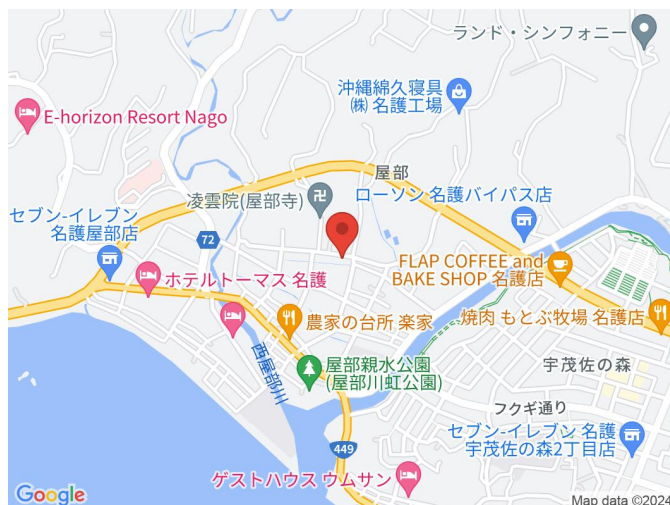 ランド・シンフォニー
沖縄綿久寝具
㈱ 名護工場
E-horizon Resort Nago
屋部
凌雲院(屋部寺)
ローソン 名護バイパス店
セブン-イレブン
名護屋部店
72
FLAP COFFEE and
BAKE SHOP 名護店
ホテルトーマス 名護
農家の台所 楽家
焼肉 もとぶ牧場 名護店
西屋部川
屋部親水公園
(屋部川虹公園)
宇茂佐の森
フクギ通り
449
セブン-イレブン 名護
宇茂佐の森2丁目店
ゲストハウス ウムサン
Google
Map data ©2024